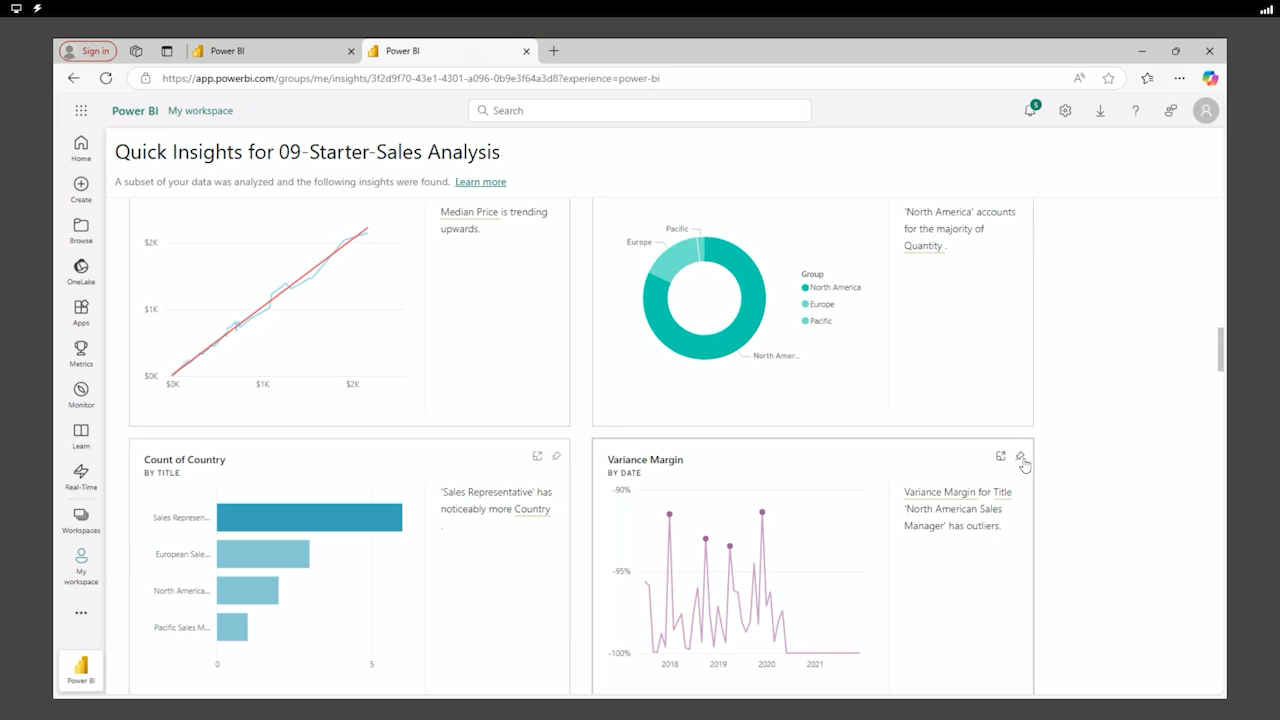 Sign in
Power BI
Power BI
https://app.powerbi.com/groups/me/insights/3f2d9f70-43e1-4301-a096-0b9e3f64a3d8?experience=power-bi
Power BI My workspace
Search
5
Home
Create
Browse
OneLake
Apps
Metrics
Monitor
Learn
Real-Time
Workspaces
My
workspace
Power BI
Quick Insights for 09-Starter-Sales Analysis
A subset of your data was analyzed and the following insights were found. Learn more
$2K
$1K
$0K
$0K $1K $2K
Median Price is trending
upwards.
Pacific
Europe
North Amer...
Group
North America
Europe
Pacific
'North America' accounts
for the majority of
Quantity .
Count of Country
BY TITLE
Sales Represen...
European Sale...
North America...
Pacific Sales M...
0 5
'Sales Representative' has
noticeably more Country
.
Variance Margin
BY DATE
-90%
-95%
-100%
2018 2019 2020 2021
Variance Margin for Title
'North American Sales
Manager' has outliers.